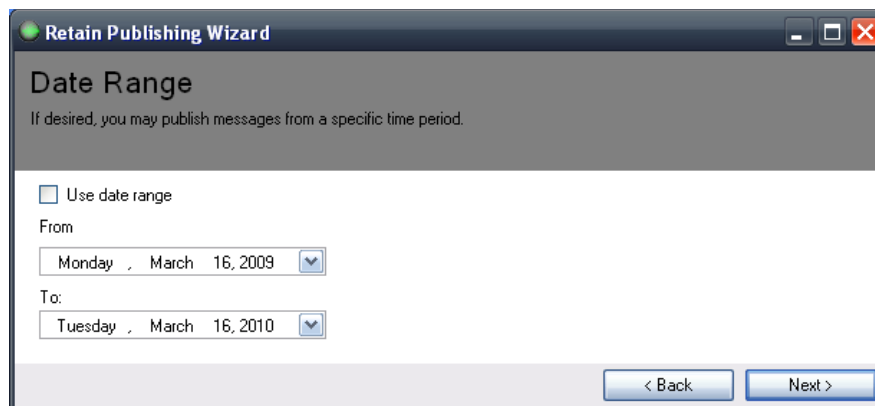 Retain Publishing Wizard
Date Range
If desired, you may publish messages from a specific time period.
Use date range
From
Monday , March 16, 2009
To:
Tuesday , March 16, 2010
< Back Next >